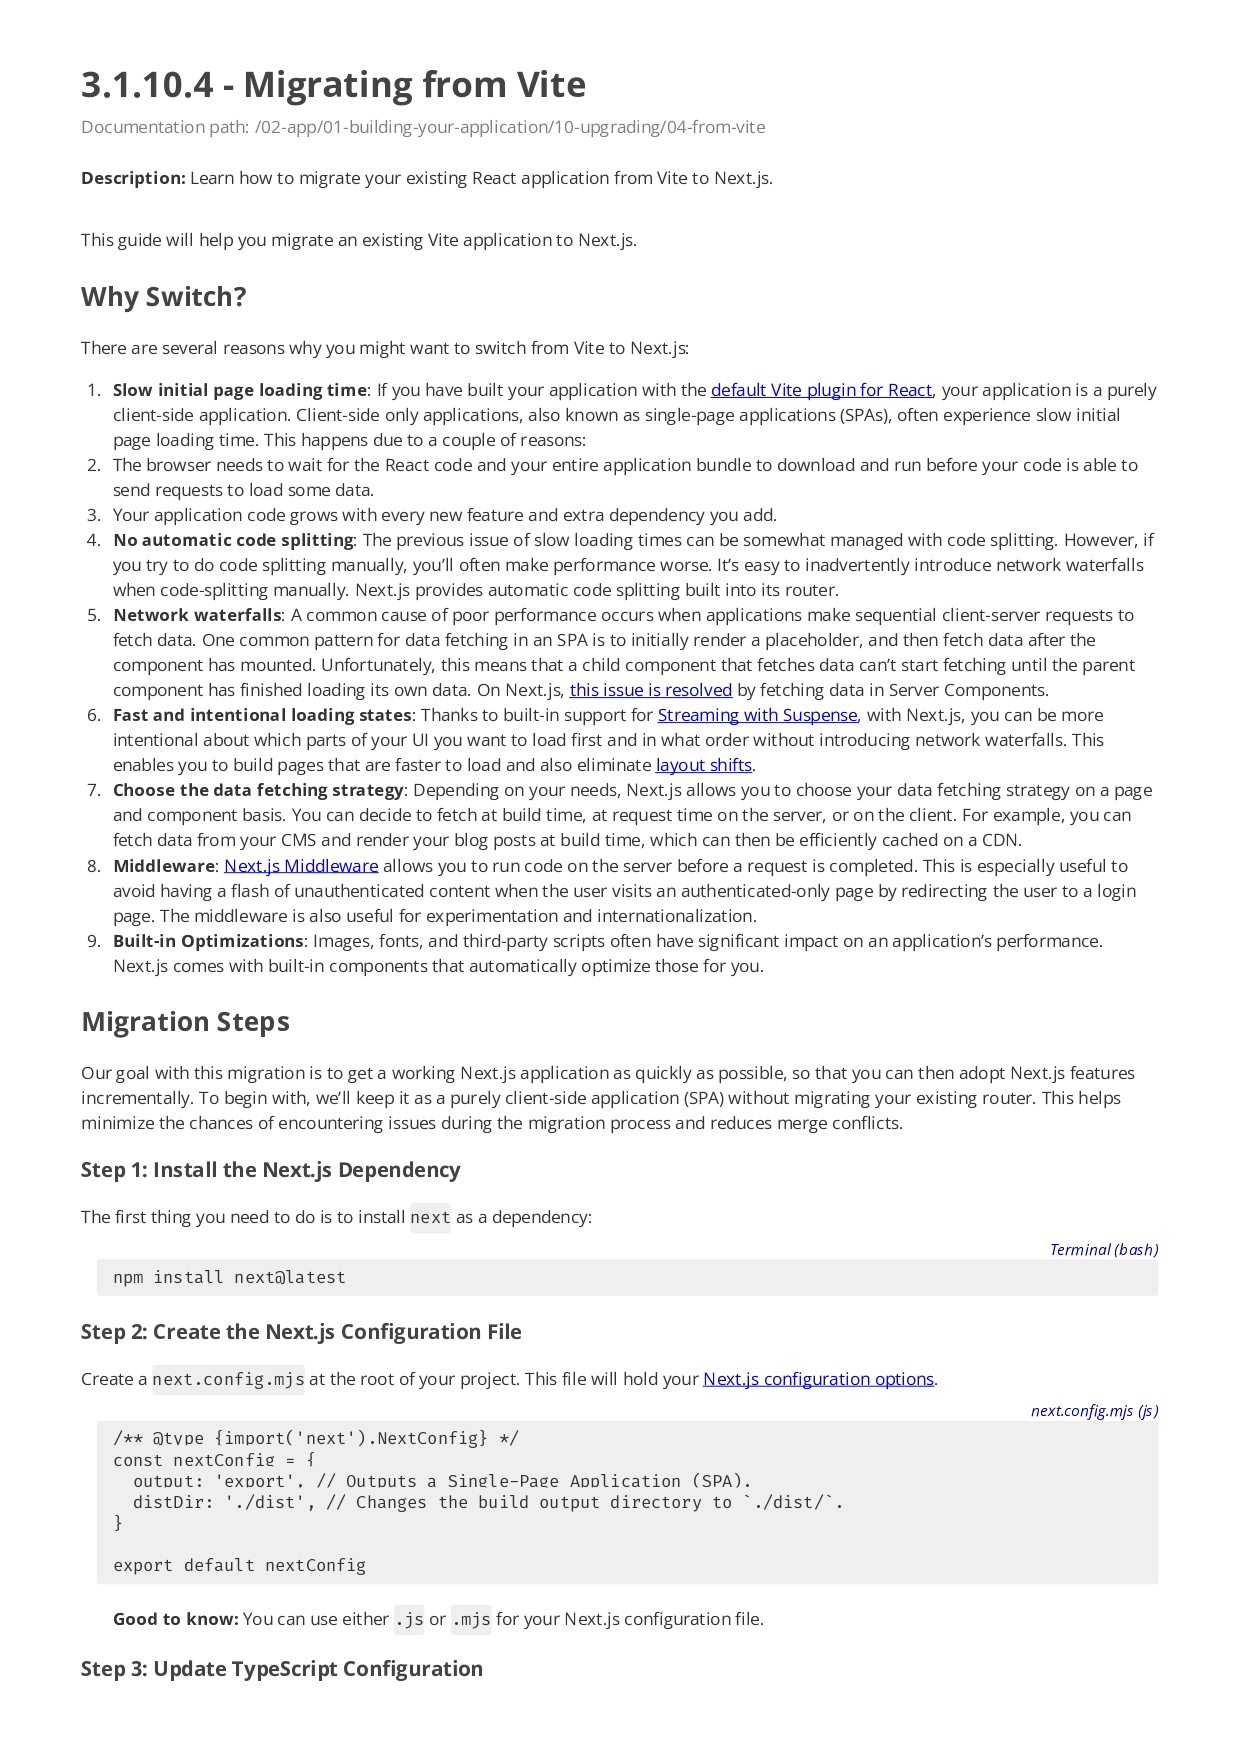 3.1.10.4 - Migrating from Vite
Documentation path: /02-app/01-building-your-application/10-upgrading/04-from-vite
Description: Learn how to migrate your existing React application from Vite to Next.js.
This guide will help you migrate an existing Vite application to Next.js.
Why Switch?
There are several reasons why you might want to switch from Vite to Next.js:
1. Slow initial page loading time: If you have built your application with the default Vite plugin for React, your application is a purely
client-side application. Client-side only applications, also known as single-page applications (SPAs), often experience slow initial
page loading time. This happens due to a couple of reasons:
2. The browser needs to wait for the React code and your entire application bundle to download and run before your code is able to
send requests to load some data.
3. Your application code grows with every new feature and extra dependency you add.
4. No automatic code splitting: The previous issue of slow loading times can be somewhat managed with code splitting. However, if
you try to do code splitting manually, you’ll often make performance worse. It’s easy to inadvertently introduce network waterfalls
when code-splitting manually. Next.js provides automatic code splitting built into its router.
5. Network waterfalls: A common cause of poor performance occurs when applications make sequential client-server requests to
fetch data. One common pattern for data fetching in an SPA is to initially render a placeholder, and then fetch data after the
component has mounted. Unfortunately, this means that a child component that fetches data can’t start fetching until the parent
component has finished loading its own data. On Next.js, this issue is resolved by fetching data in Server Components.
6. Fast and intentional loading states: Thanks to built-in support for Streaming with Suspense, with Next.js, you can be more
intentional about which parts of your UI you want to load first and in what order without introducing network waterfalls. This
enables you to build pages that are faster to load and also eliminate layout shifts.
7. Choose the data fetching strategy: Depending on your needs, Next.js allows you to choose your data fetching strategy on a page
and component basis. You can decide to fetch at build time, at request time on the server, or on the client. For example, you can
fetch data from your CMS and render your blog posts at build time, which can then be efficiently cached on a CDN.
8. Middleware: Next.js Middleware allows you to run code on the server before a request is completed. This is especially useful to
avoid having a flash of unauthenticated content when the user visits an authenticated-only page by redirecting the user to a login
page. The middleware is also useful for experimentation and internationalization.
9. Built-in Optimizations: Images, fonts, and third-party scripts often have significant impact on an application’s performance.
Next.js comes with built-in components that automatically optimize those for you.
Migration Steps
Our goal with this migration is to get a working Next.js application as quickly as possible, so that you can then adopt Next.js features
incrementally. To begin with, we’ll keep it as a purely client-side application (SPA) without migrating your existing router. This helps
minimize the chances of encountering issues during the migration process and reduces merge conflicts.
Step 1: Install the Next.js Dependency
The first thing you need to do is to install next as a dependency:
Terminal (bash)
npm install next@latest
Step 2: Create the Next.js Configuration File
Create a next.config.mjs at the root of your project. This file will hold your Next.js configuration options.
next.config.mjs (js)
/** @type {import('next').NextConfig} */
const nextConfig = {
  output: 'export', // Outputs a Single-Page Application (SPA).
  distDir: './dist', // Changes the build output directory to `./dist/`.
}
export default nextConfig
Good to know: You can use either .js or .mjs for your Next.js configuration file.
Step 3: Update TypeScript Configuration